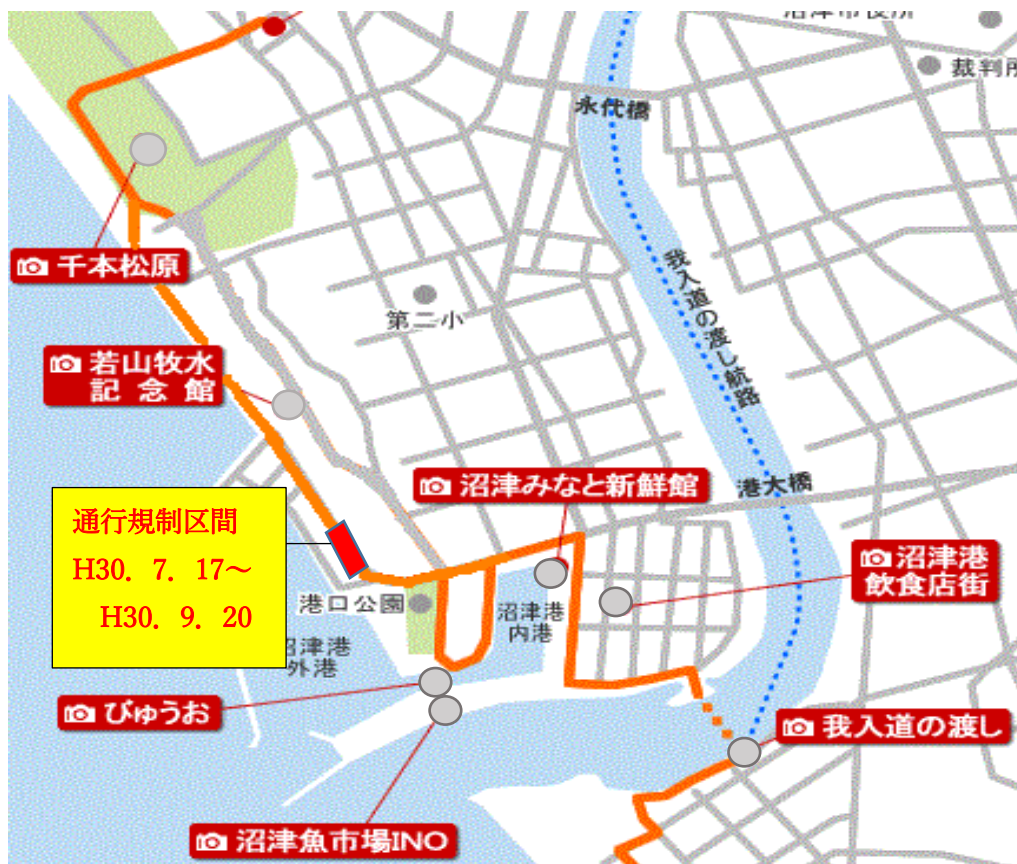 沼津市役所
裁判所
永代橋
千本松原
我入道の渡し航路
第二小
若山牧水
記念館
沼津みなと新鮮館
港大橋
通行規制区間
H30. 7. 17～
H30. 9. 20
沼津港
飲食店街
港口公園
沼津港
内港
沼津港
外港
びゅうお
我入道の渡し
沼津魚市場INO